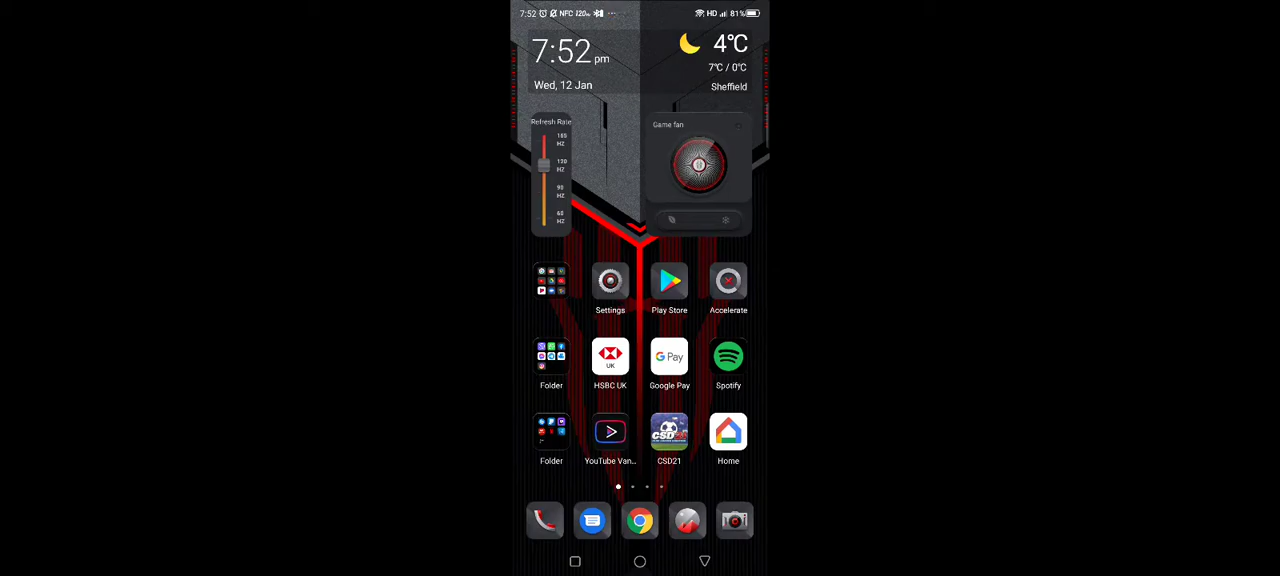 7:52 NFC ...
HD 81%
7:52 pm
Wed, 12 Jan
4°C
7°C / 0°C
Sheffield
Refresh Rate
165
HZ
120
HZ
90
HZ
60
HZ
Game fan
Settings
Play Store
Accelerate
UK
G Pay
Folder
HSBC UK
Google Pay
Spotify
CSD21
Folder
YouTube Van..
CSD21
Home